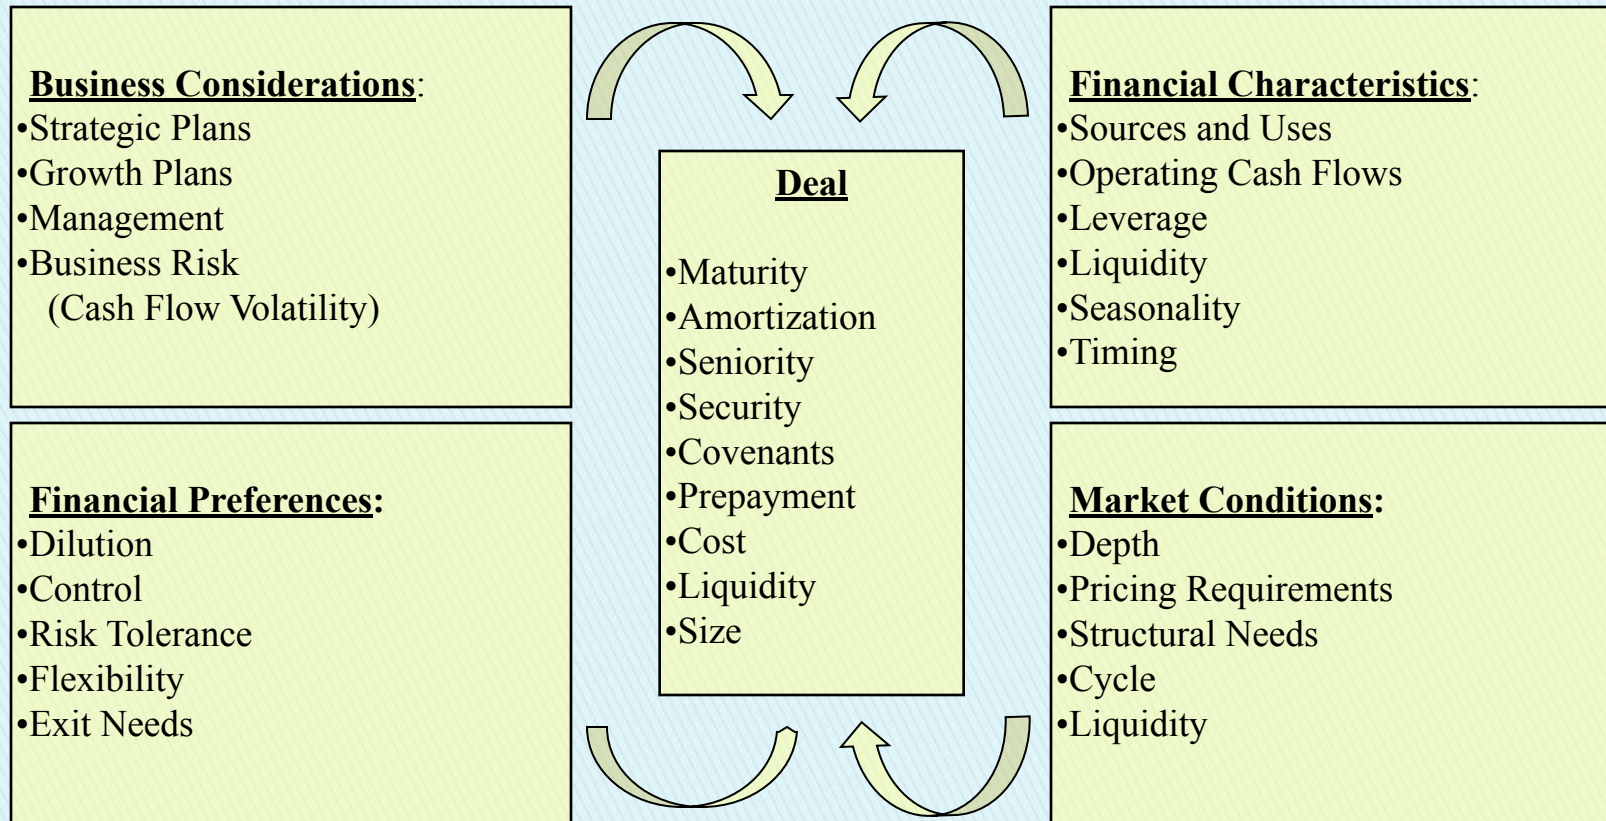 Business Considerations:
•Strategic Plans
•Growth Plans
•Management
•Business Risk
(Cash Flow Volatility)
Financial Characteristics:
•Sources and Uses
•Operating Cash Flows
•Leverage
•Liquidity
•Seasonality
•Timing
Deal
•Maturity
•Amortization
•Seniority
•Security
•Covenants
•Prepayment
•Cost
•Liquidity
•Size
Financial Preferences:
•Dilution
•Control
•Risk Tolerance
•Flexibility
•Exit Needs
Market Conditions:
•Depth
•Pricing Requirements
•Structural Needs
•Cycle
•Liquidity